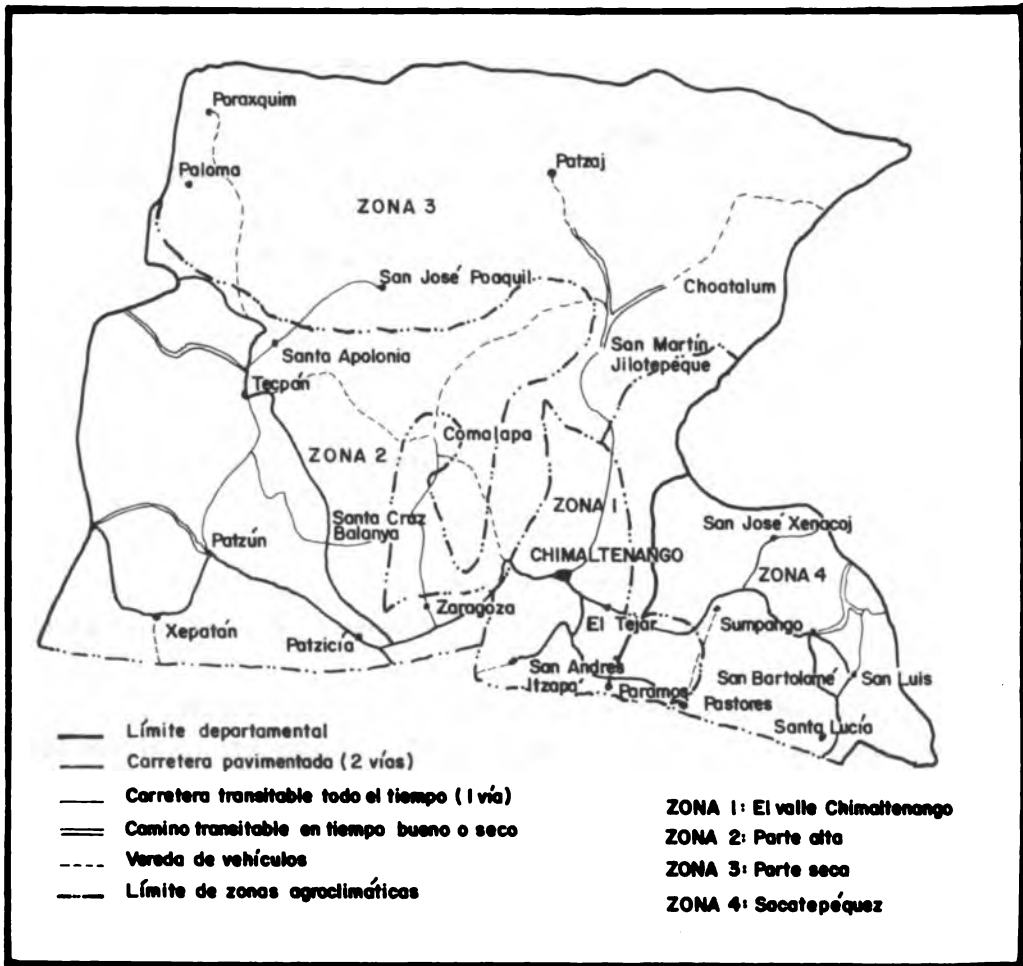 Poraxquim
Paloma
Patzaj
ZONA 3
San José Poaquil
Choatalum
Santa Apolonia
San Martín
Jilotepéque
Tecpán
Comalapa
ZONA 2
ZONA 1
Santa Cruz
Balanya
San José Xenacoj
Patzún
CHIMALTENANGO
ZONA 4
Zaragoza
El Tejar
Sumpango
Xepatán
Patzicía
San Andres
Itzapá
Paramos
San Bartolomé
San Luis
Pastores
Santa Lucía
Límite departamental
Carretera pavimentada (2 vías)
Carretera transitable todo el tiempo (1 vía)
Camino transitable en tiempo bueno o seco
Vereda de vehículos
Límite de zonas agroclimáticas
ZONA 1: El valle Chimaltenango
ZONA 2: Parte alta
ZONA 3: Parte seca
ZONA 4: Sacatepéquez